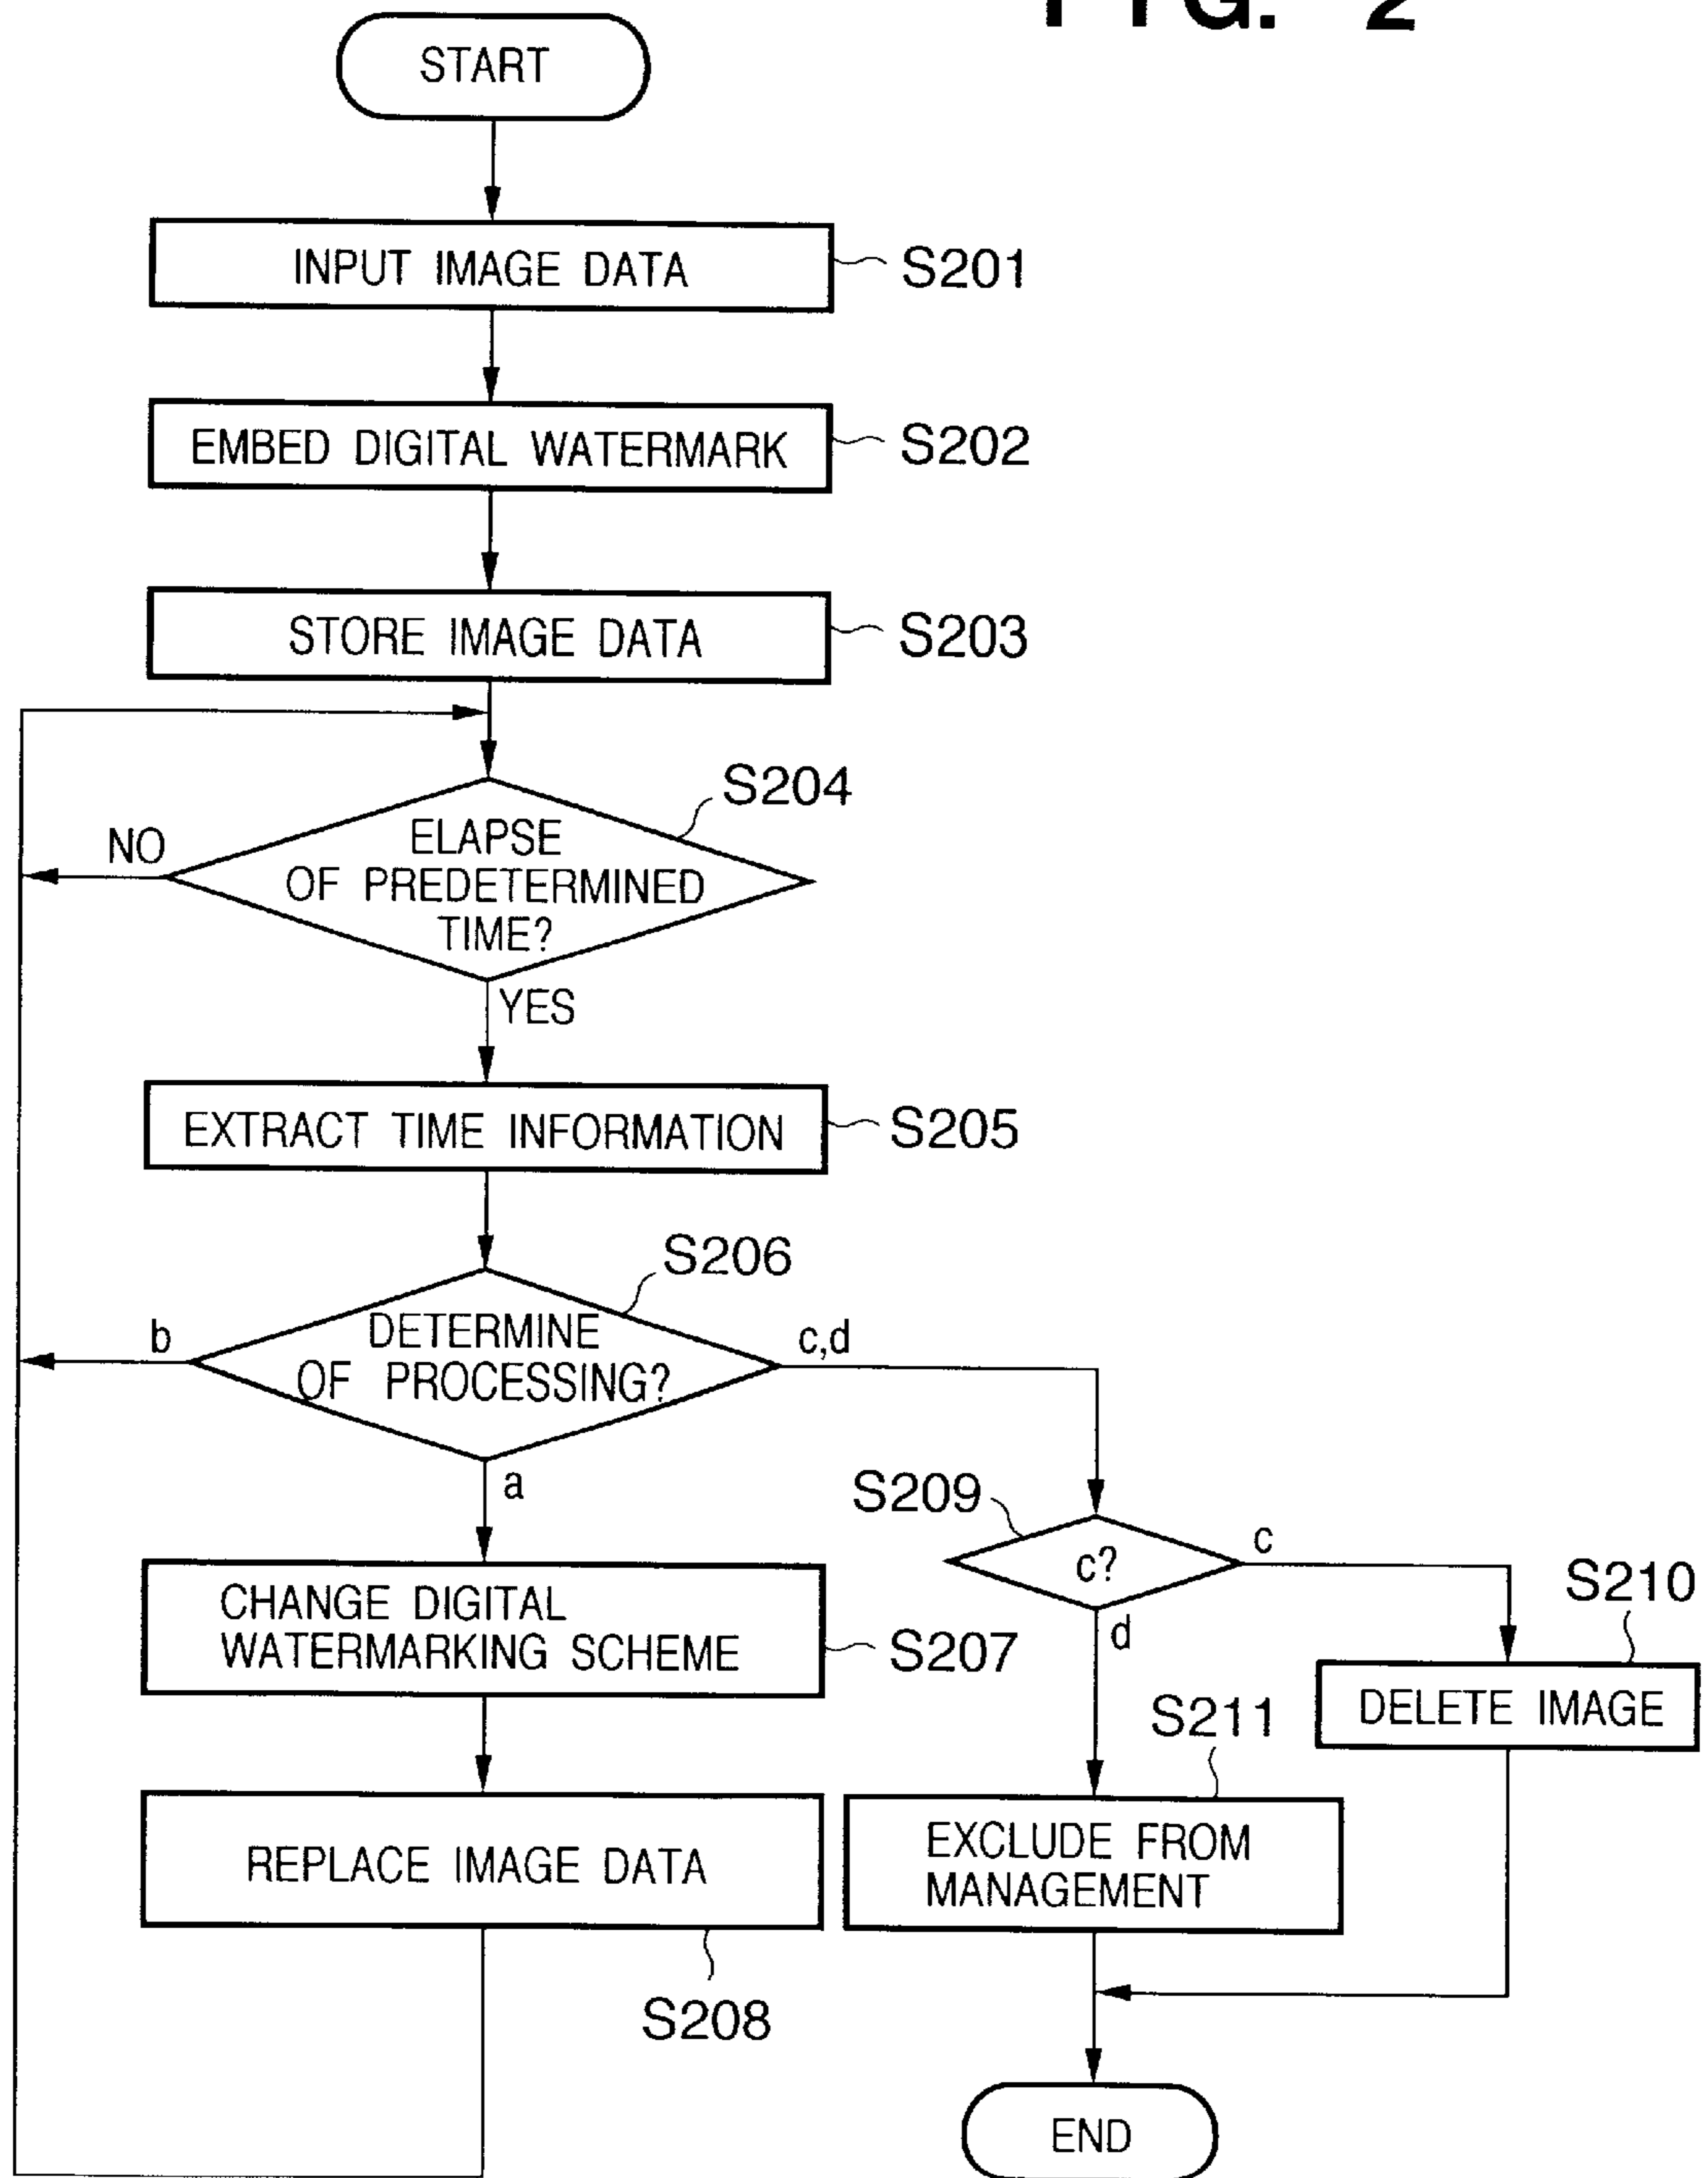 FIG. 2
START
INPUT IMAGE DATA
S201
EMBED DIGITAL WATERMARK
S202
STORE IMAGE DATA
S203
S204
NO
ELAPSE
OF PREDETERMINED
TIME?
YES
EXTRACT TIME INFORMATION
S205
S206
b
DETERMINE
OF PROCESSING?
c,d
a
S209
c?
c
d
CHANGE DIGITAL
WATERMARKING SCHEME
S207
S210
DELETE IMAGE
S211
REPLACE IMAGE DATA
S208
EXCLUDE FROM
MANAGEMENT
END